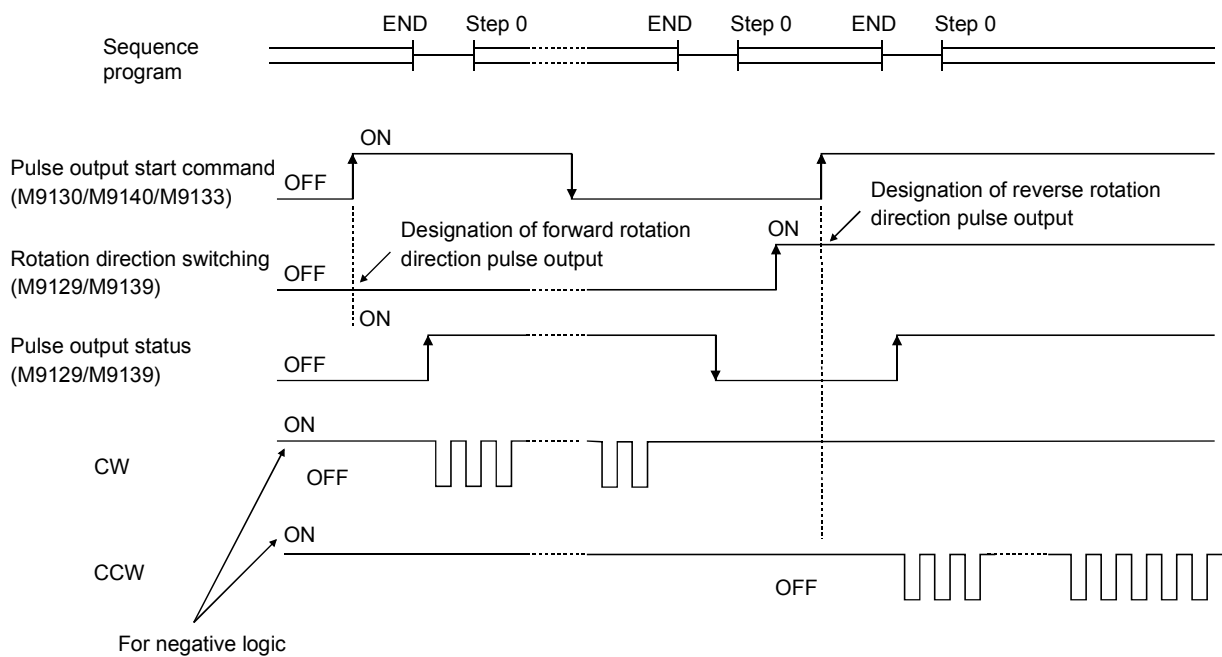 END Step 0 END Step 0 END Step 0
Sequence
program
ON
Pulse output start command
(M9130/M9140/M9133)
OFF
Designation of reverse rotation
direction pulse output
Designation of forward rotation
direction pulse output
ON
Rotation direction switching
(M9129/M9139)
OFF
ON
Pulse output status
(M9129/M9139)
OFF
ON
CW
OFF
ON
CCW
OFF
For negative logic